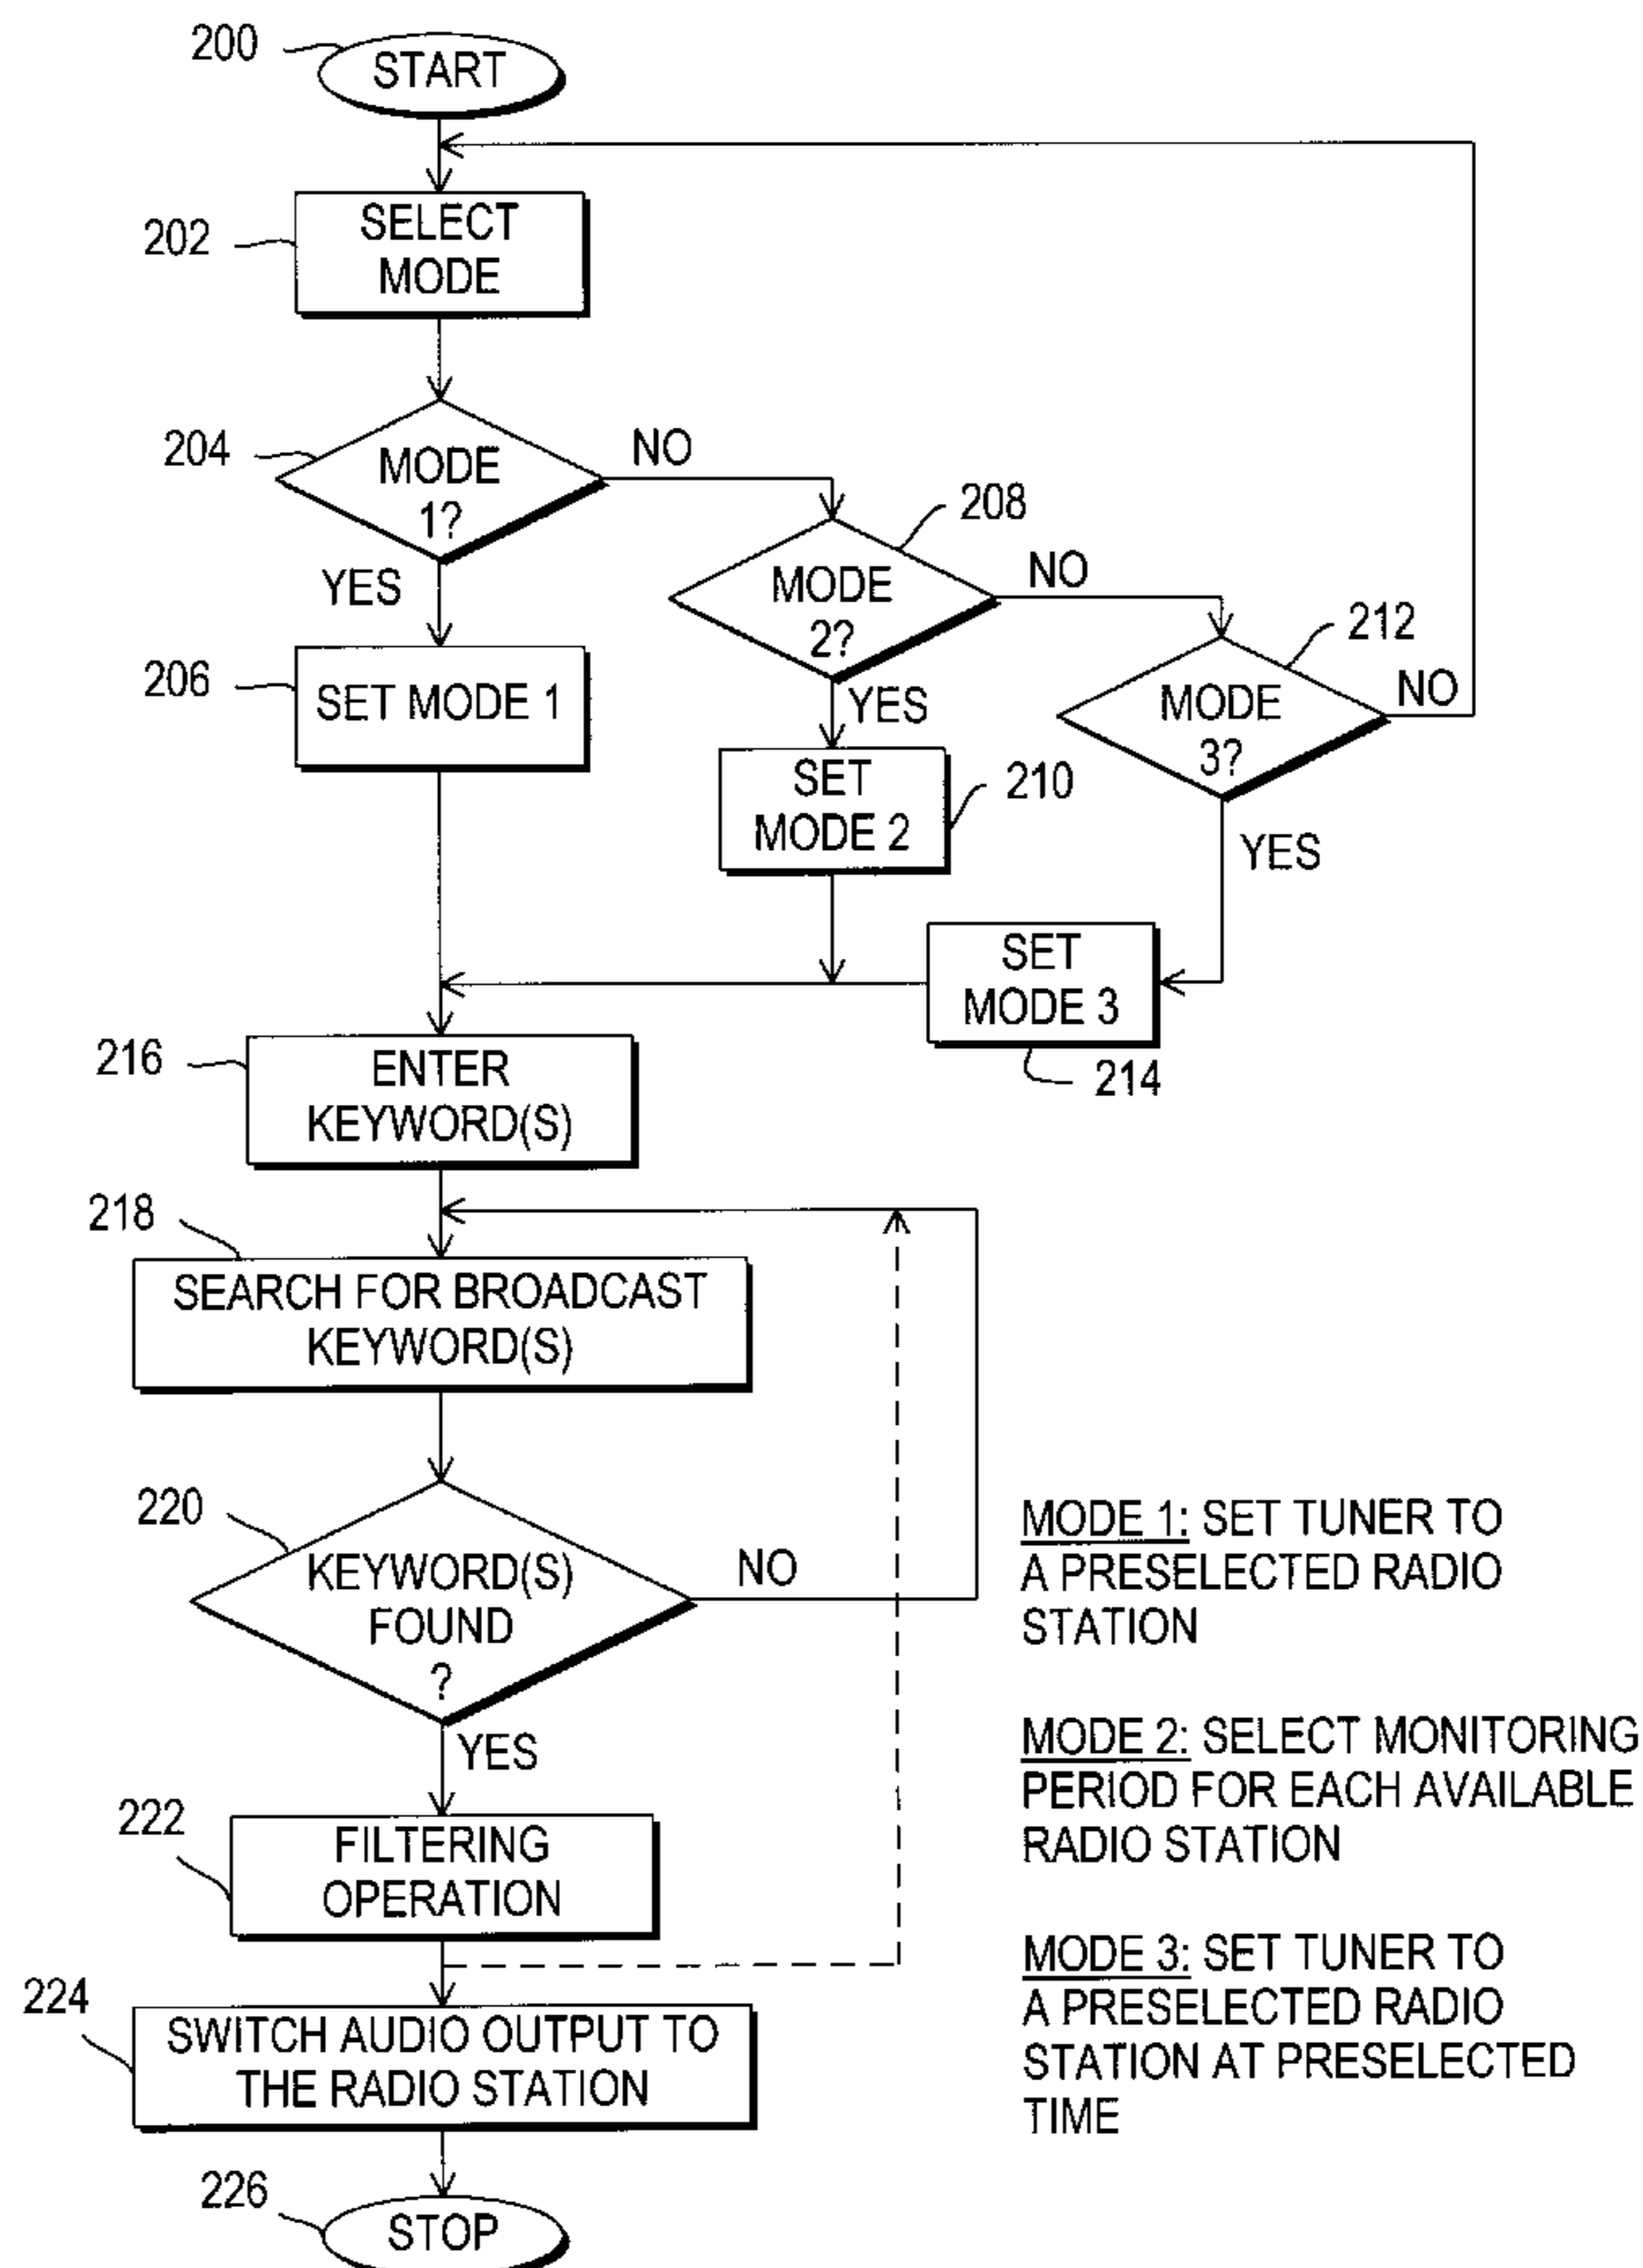 200
START
202
SELECT
MODE
204
MODE
1?
NO
YES
208
MODE
2?
NO
YES
212
MODE
3?
NO
YES
206
SET MODE 1
SET
MODE 2
210
SET
MODE 3
214
216
ENTER
KEYWORD(S)
218
SEARCH FOR BROADCAST
KEYWORD(S)
220
KEYWORD(S)
FOUND
?
NO
YES
222
FILTERING
OPERATION
224
SWITCH AUDIO OUTPUT TO
THE RADIO STATION
226
STOP
MODE 1: SET TUNER TO
A PRESELECTED RADIO
STATION
MODE 2: SELECT MONITORING
PERIOD FOR EACH AVAILABLE
RADIO STATION
MODE 3: SET TUNER TO
A PRESELECTED RADIO
STATION AT PRESELECTED
TIME